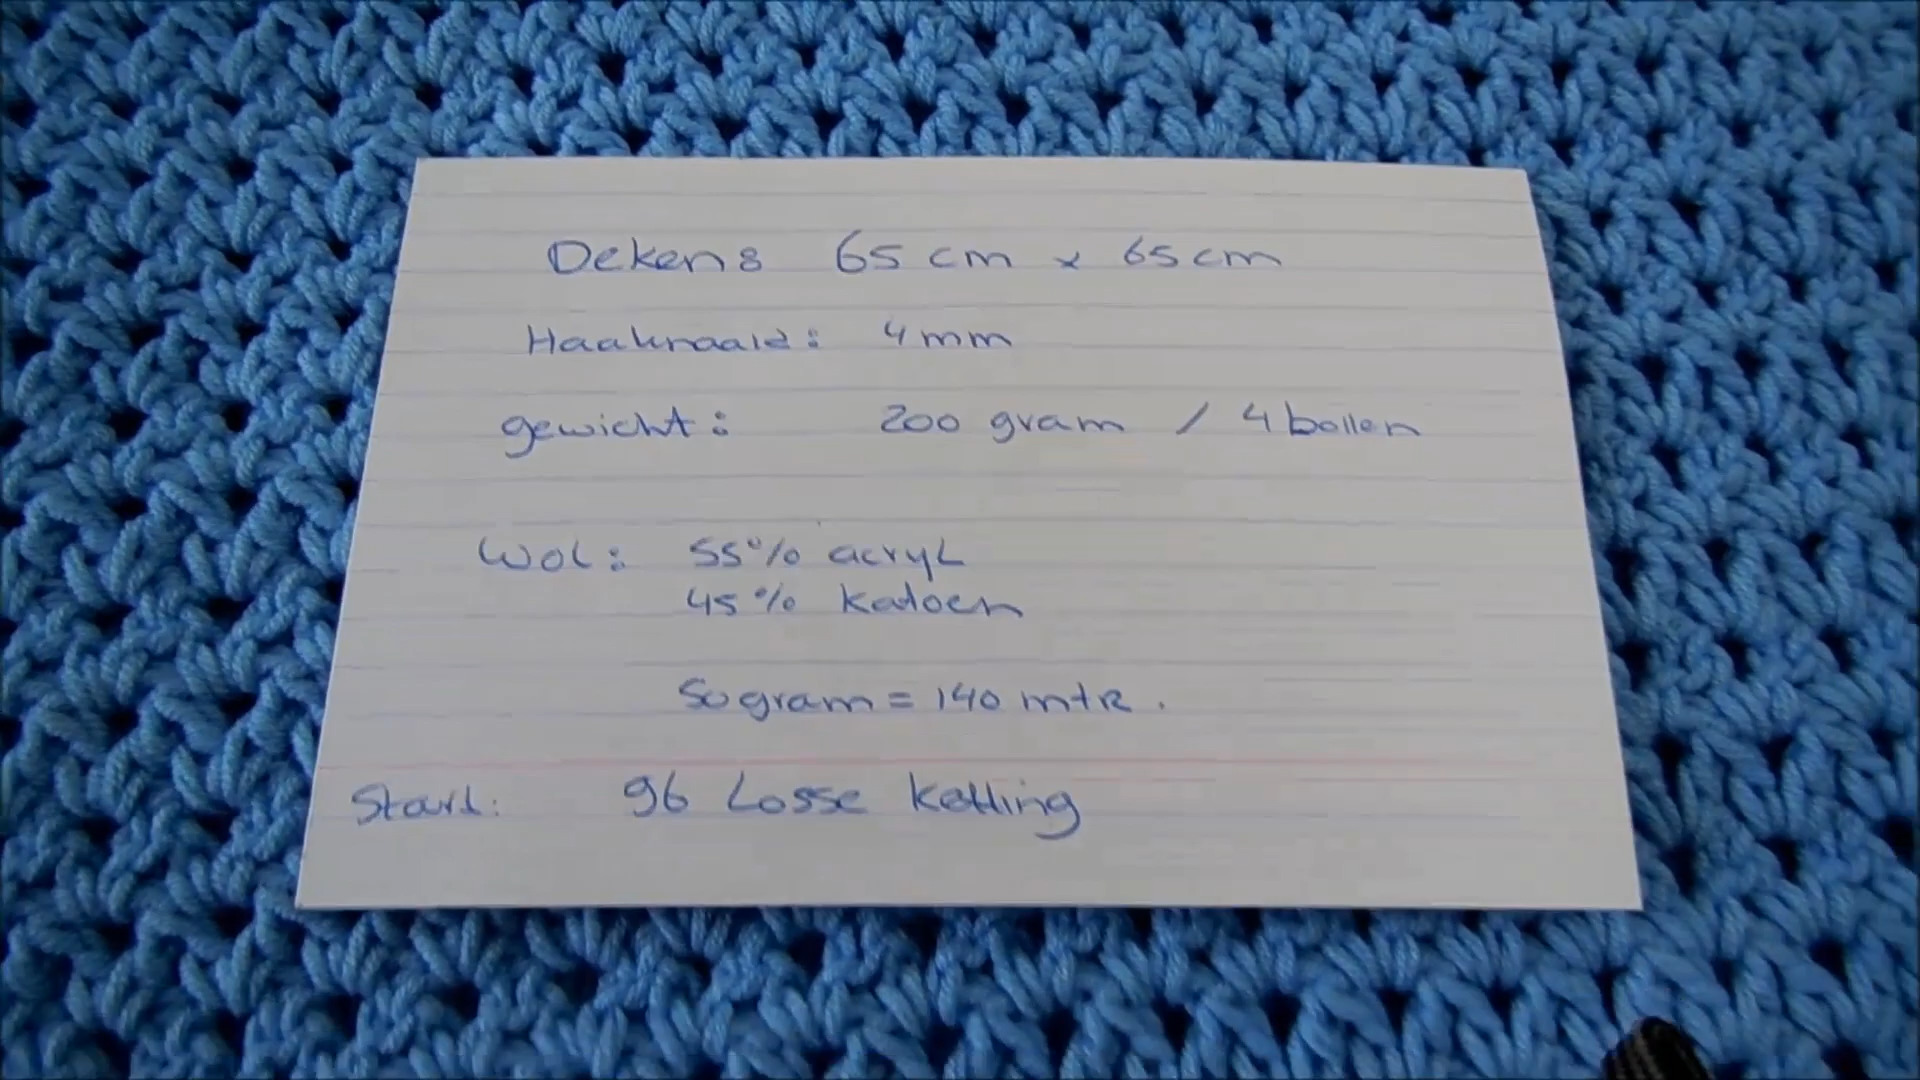 Deken: 65 cm x 65 cm
Haaknaald: 4 mm
gewicht: 200 gram / 4 bollen
Wol: 55% acryl
45% Katoen
50 gram = 140 mtr.
Start: 96 Losse Ketting